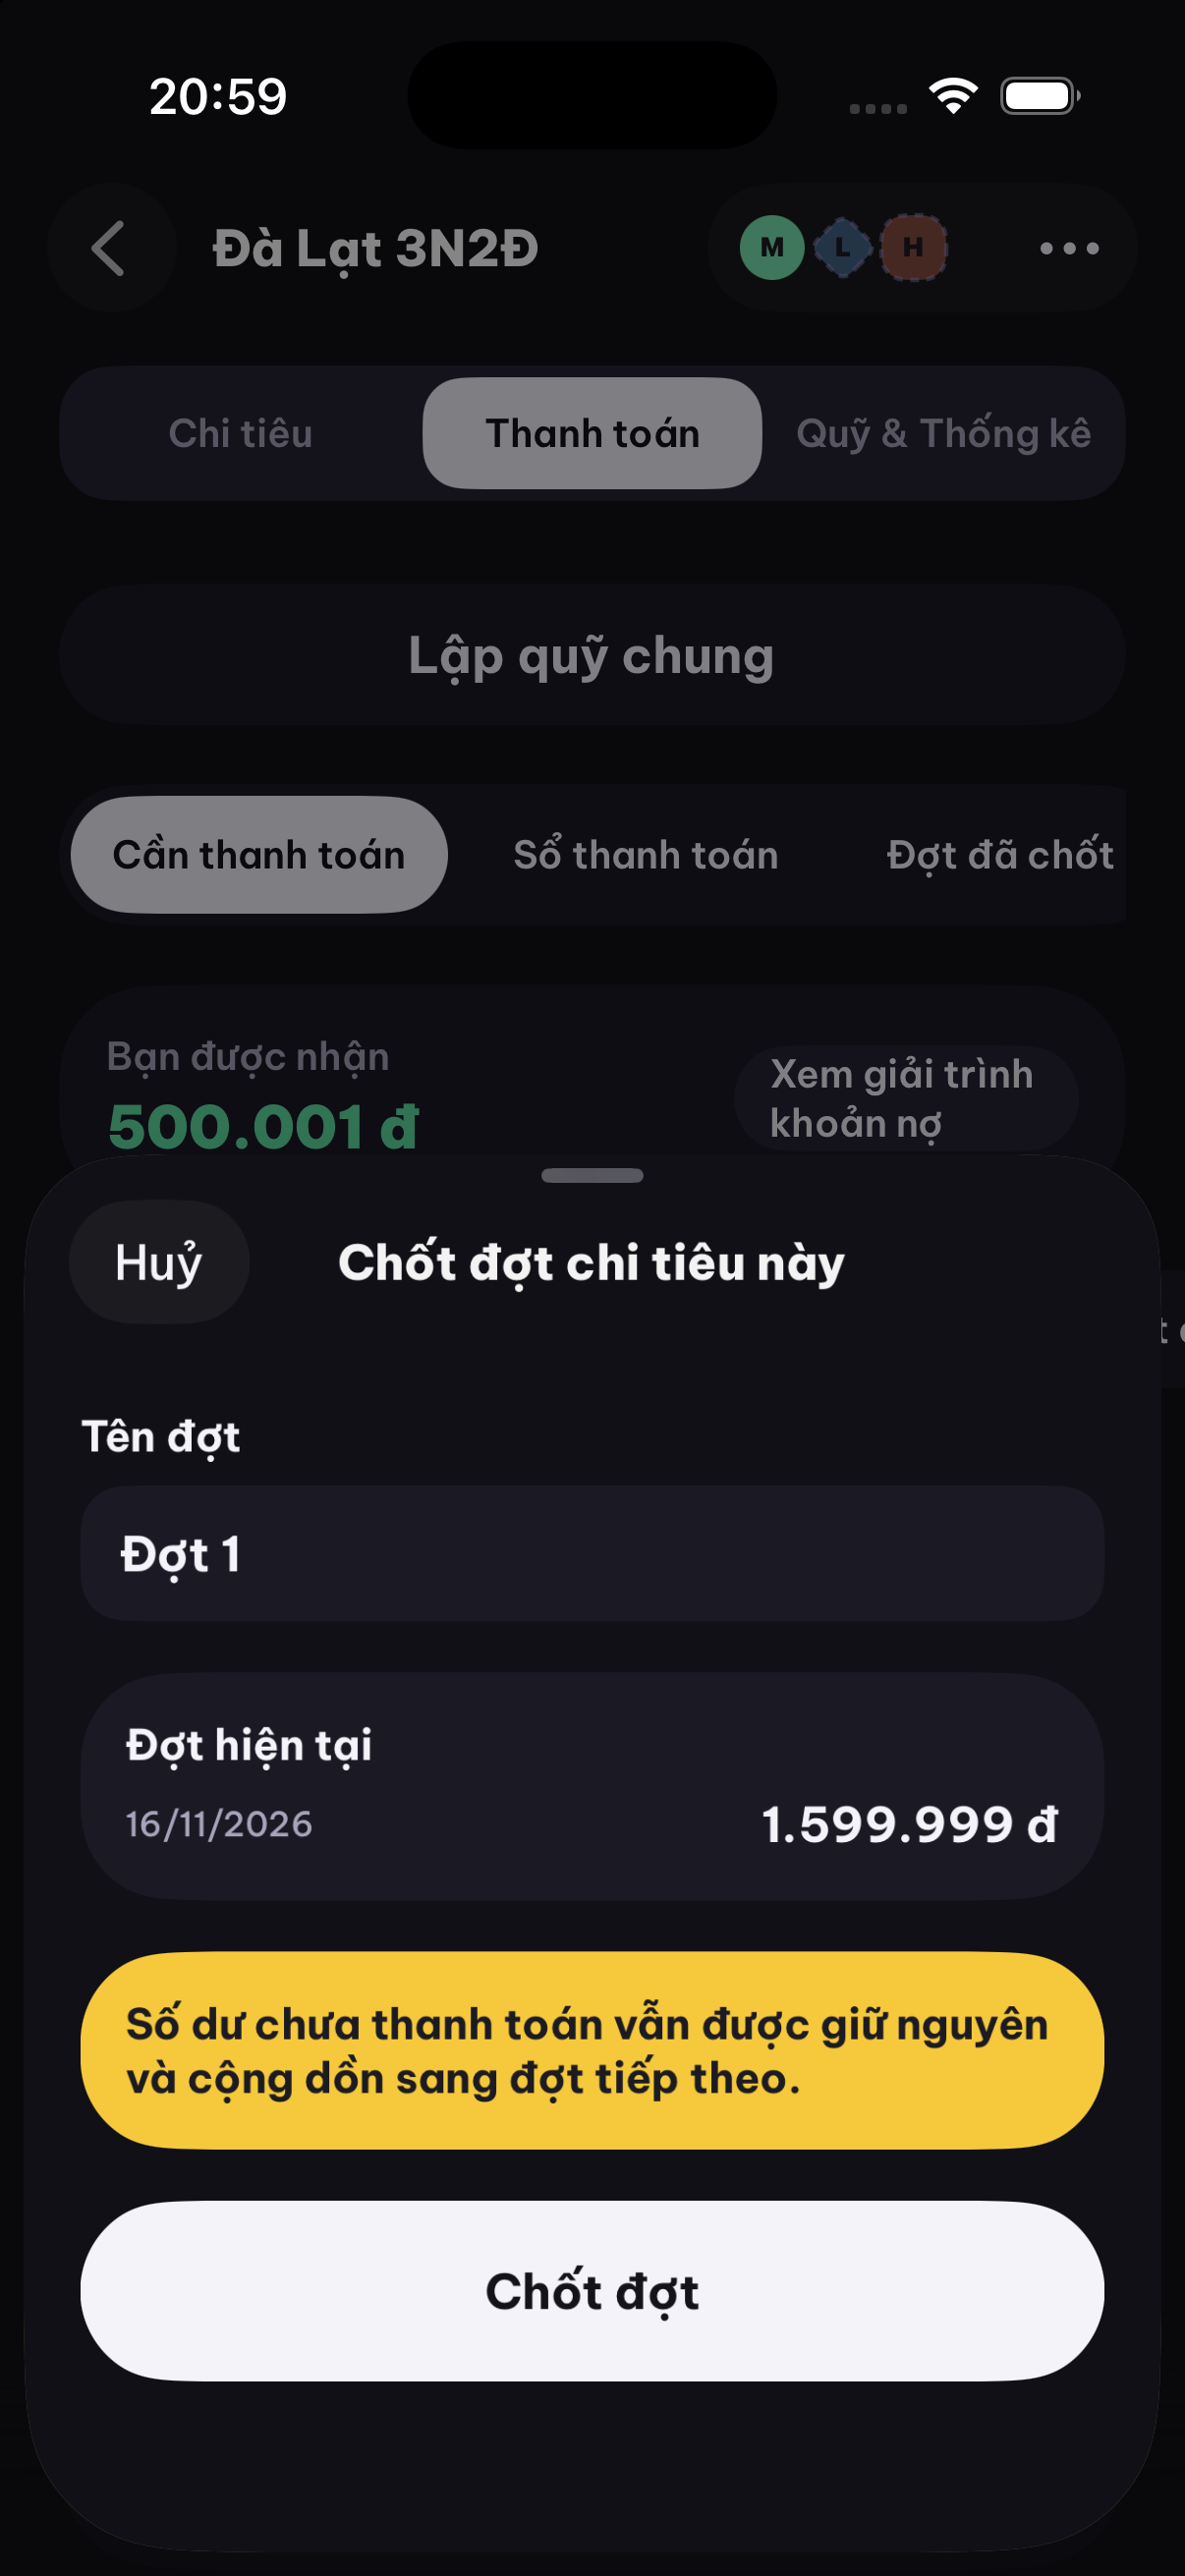 20:59
Đà Lạt 3N2Đ
M L H
Chi tiêu
Thanh toán
Quỹ & Thống kê
Lập quỹ chung
Cần thanh toán
Sổ thanh toán
Đợt đã chốt
Bạn được nhận
500.001 đ
Xem giải trình
khoản nợ
Huỷ
Chốt đợt chi tiêu này
Tên đợt
Đợt 1
Đợt hiện tại
16/11/2026
1.599.999 đ
Số dư chưa thanh toán vẫn được giữ nguyên
và cộng dồn sang đợt tiếp theo.
Chốt đợt